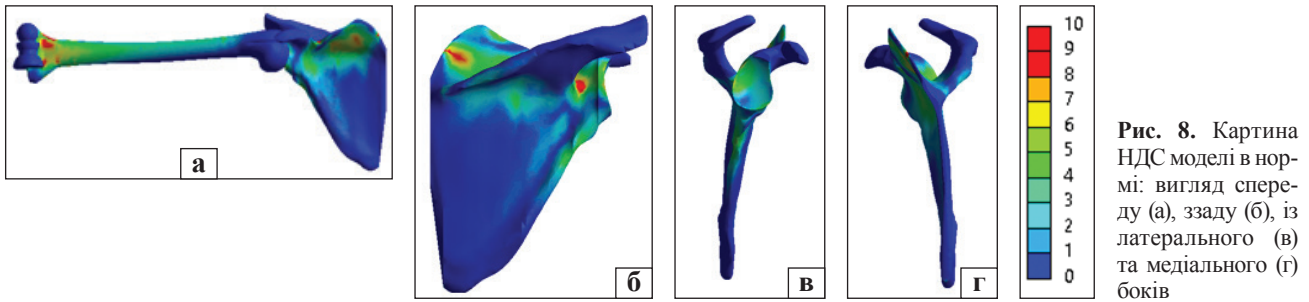 а
б
в
г
10
9
8
7
6
5
4
3
2
1
0
Рис. 8. Картина
НДС моделі в нор-
мі: вигляд спере-
ду (а), ззаду (б), із
латерального (в)
та медіального (г)
боків